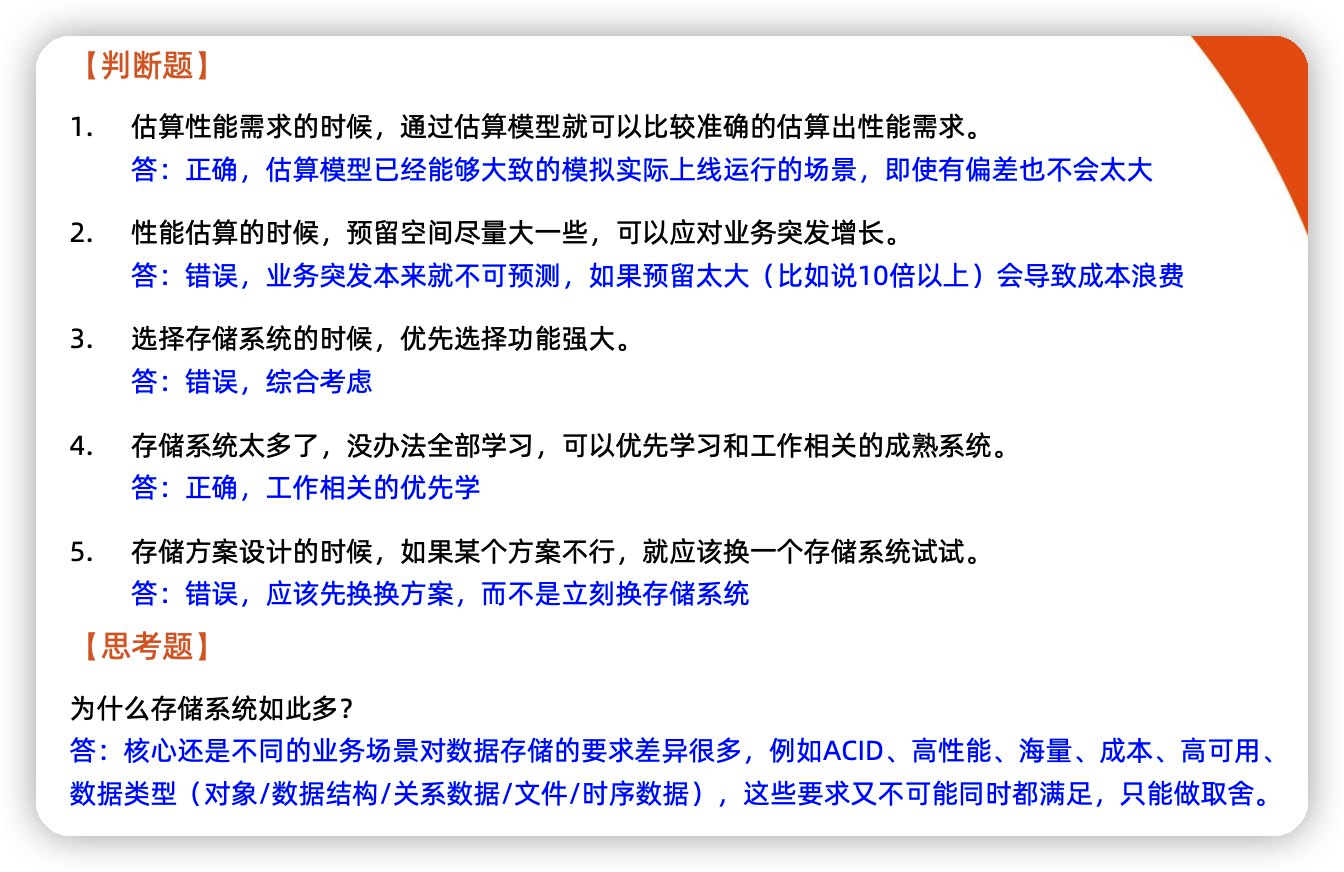 【判断题】
1. 估算性能需求的时候，通过估算模型就可以比较准确的估算出性能需求。
答：正确，估算模型已经能够大致的模拟实际上线运行的场景，即使有偏差也不会太大
2. 性能估算的时候，预留空间尽量大一些，可以应对业务突发增长。
答：错误，业务突发本来就不可预测，如果预留太大（比如说10倍以上）会导致成本浪费
3. 选择存储系统的时候，优先选择功能强大。
答：错误，综合考虑
4. 存储系统太多了，没办法全部学习，可以优先学习和工作相关的成熟系统。
答：正确，工作相关的优先学
5. 存储方案设计的时候，如果某个方案不行，就应该换一个存储系统试试。
答：错误，应该先换换方案，而不是立刻换存储系统
【思考题】
为什么存储系统如此多？
答：核心还是不同的业务场景对数据存储的要求差异很多，例如ACID、高性能、海量、成本、高可用、
数据类型（对象/数据结构/关系数据/文件/时序数据），这些要求又不可能同时都满足，只能做取舍。